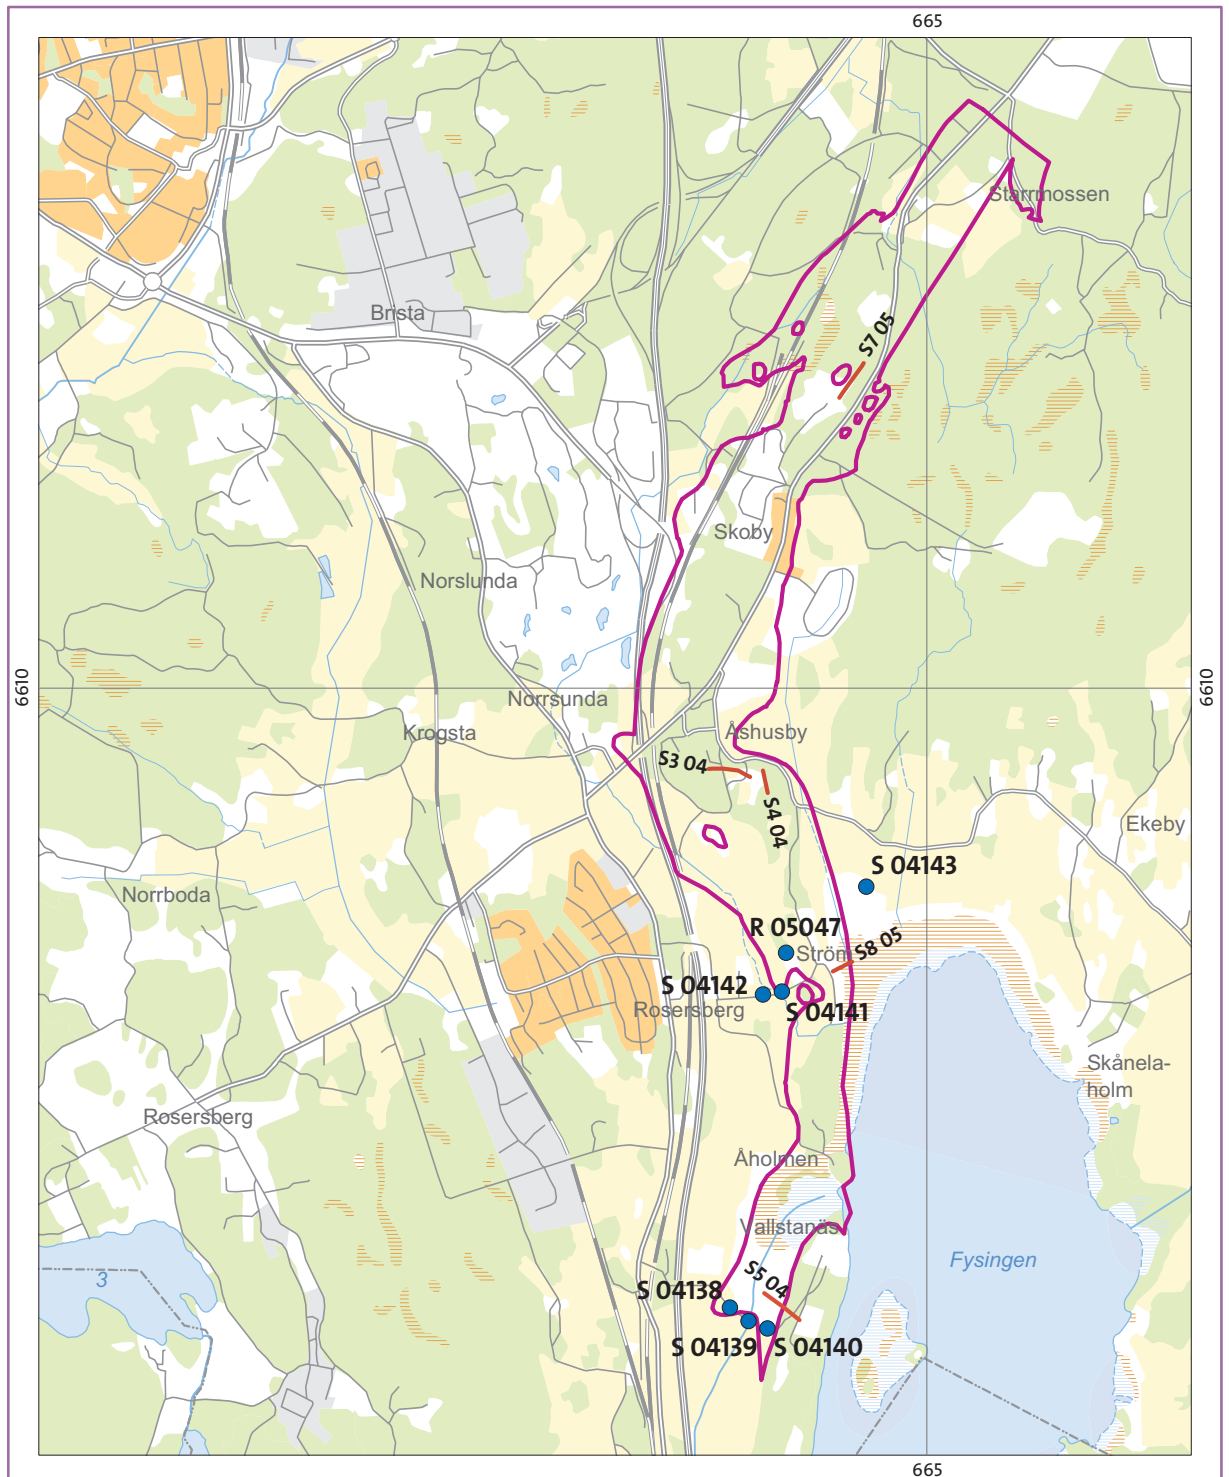 665
Starrmossen
Brista
S7 05
Skoby
Norslunda
6610
6610
Norrsunda
Krogsta
Åshusby
S3 04
S4 04
Ekeby
S 04143
Norrboda
R 05047
Ström
S8 05
S 04142
Rosersberg
S 04141
Skånela-
holm
Rosersberg
Åholmen
Vallstanäs
Fysingen
3
S5 04
S 04138
S 04139
S 04140
665